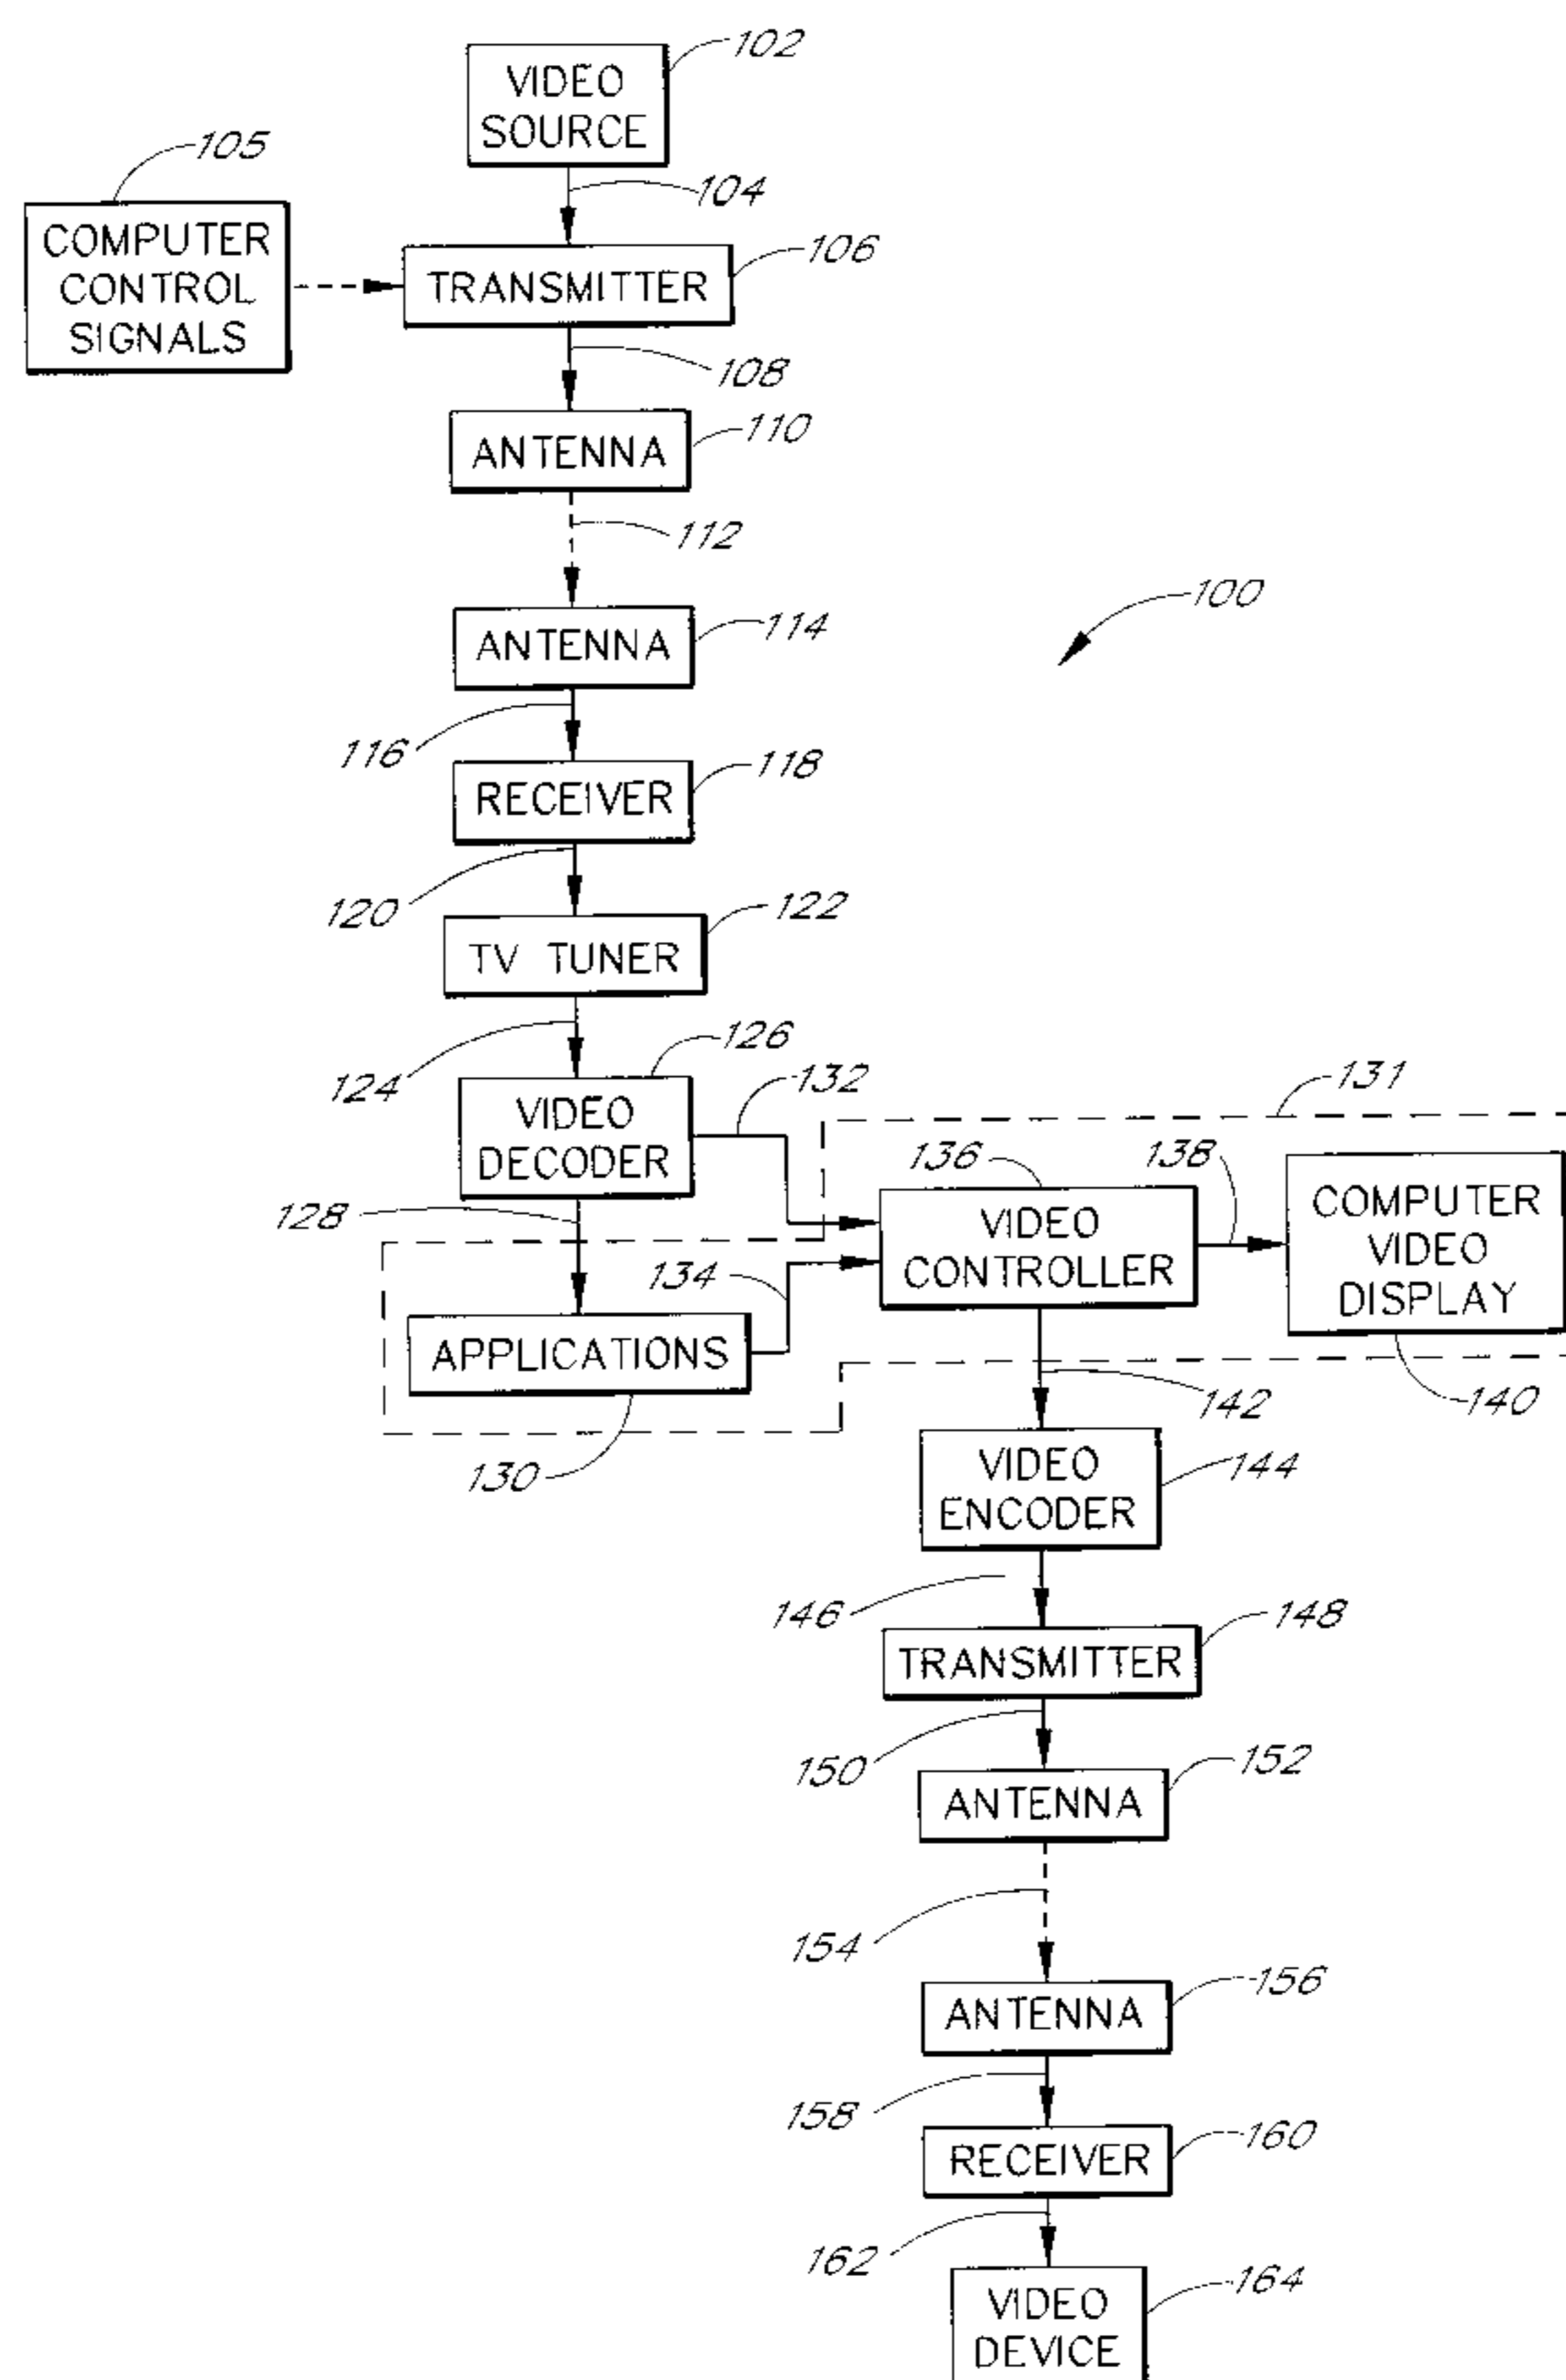 102
VIDEO
SOURCE
105
104
COMPUTER
CONTROL
SIGNALS
106
TRANSMITTER
108
110
ANTENNA
112
100
114
ANTENNA
116
118
RECEIVER
120
122
TV TUNER
124
126
132
131
VIDEO
DECODER
136
138
128
VIDEO
CONTROLLER
COMPUTER
VIDEO
DISPLAY
134
APPLICATIONS
142
140
130
VIDEO
ENCODER
144
146
148
TRANSMITTER
150
152
ANTENNA
154
156
ANTENNA
158
160
RECEIVER
162
164
VIDEO
DEVICE